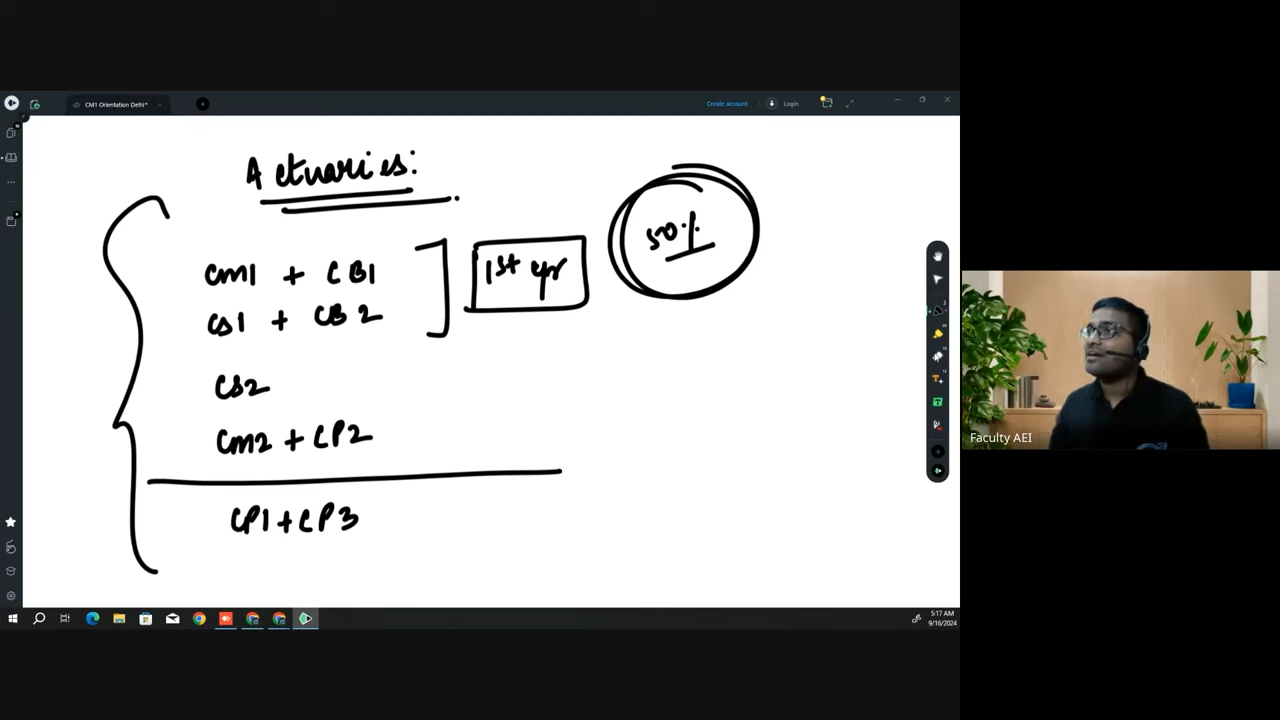 CM1 Orientation Delhi*
Create account
Login
Actuaries:
CM1 + CB1
CS1 + CB2
1st yr
50%
CS2
CM2 + CP2
CP1 + CP3
Faculty AEI
5:17 AM
9/16/2024